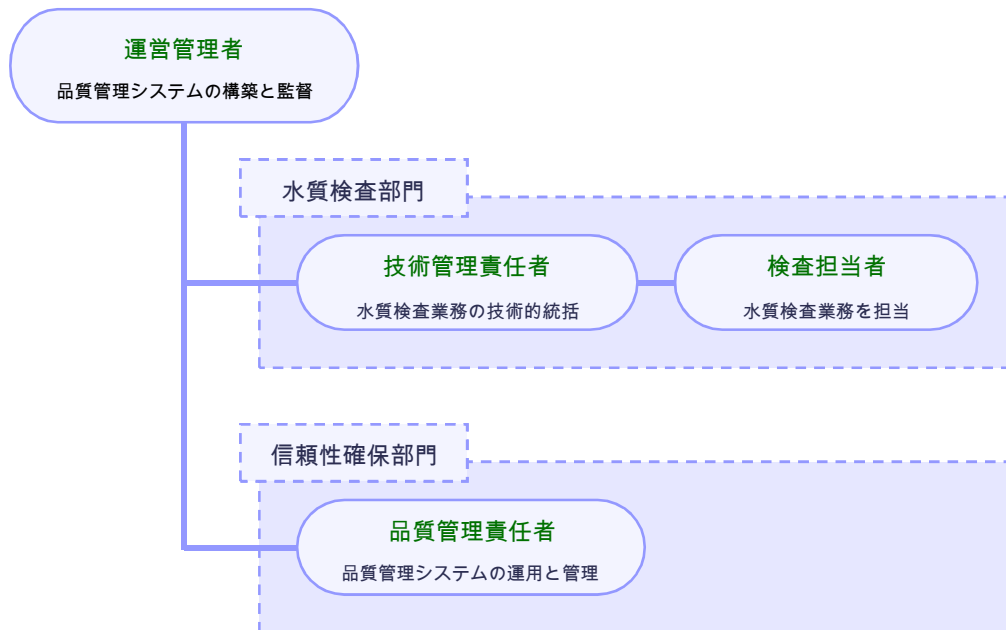 運営管理者
品質管理システムの構築と監督
水質検査部門
技術管理責任者
水質検査業務の技術的統括
検査担当者
水質検査業務を担当
信頼性確保部門
品質管理責任者
品質管理システムの運用と管理